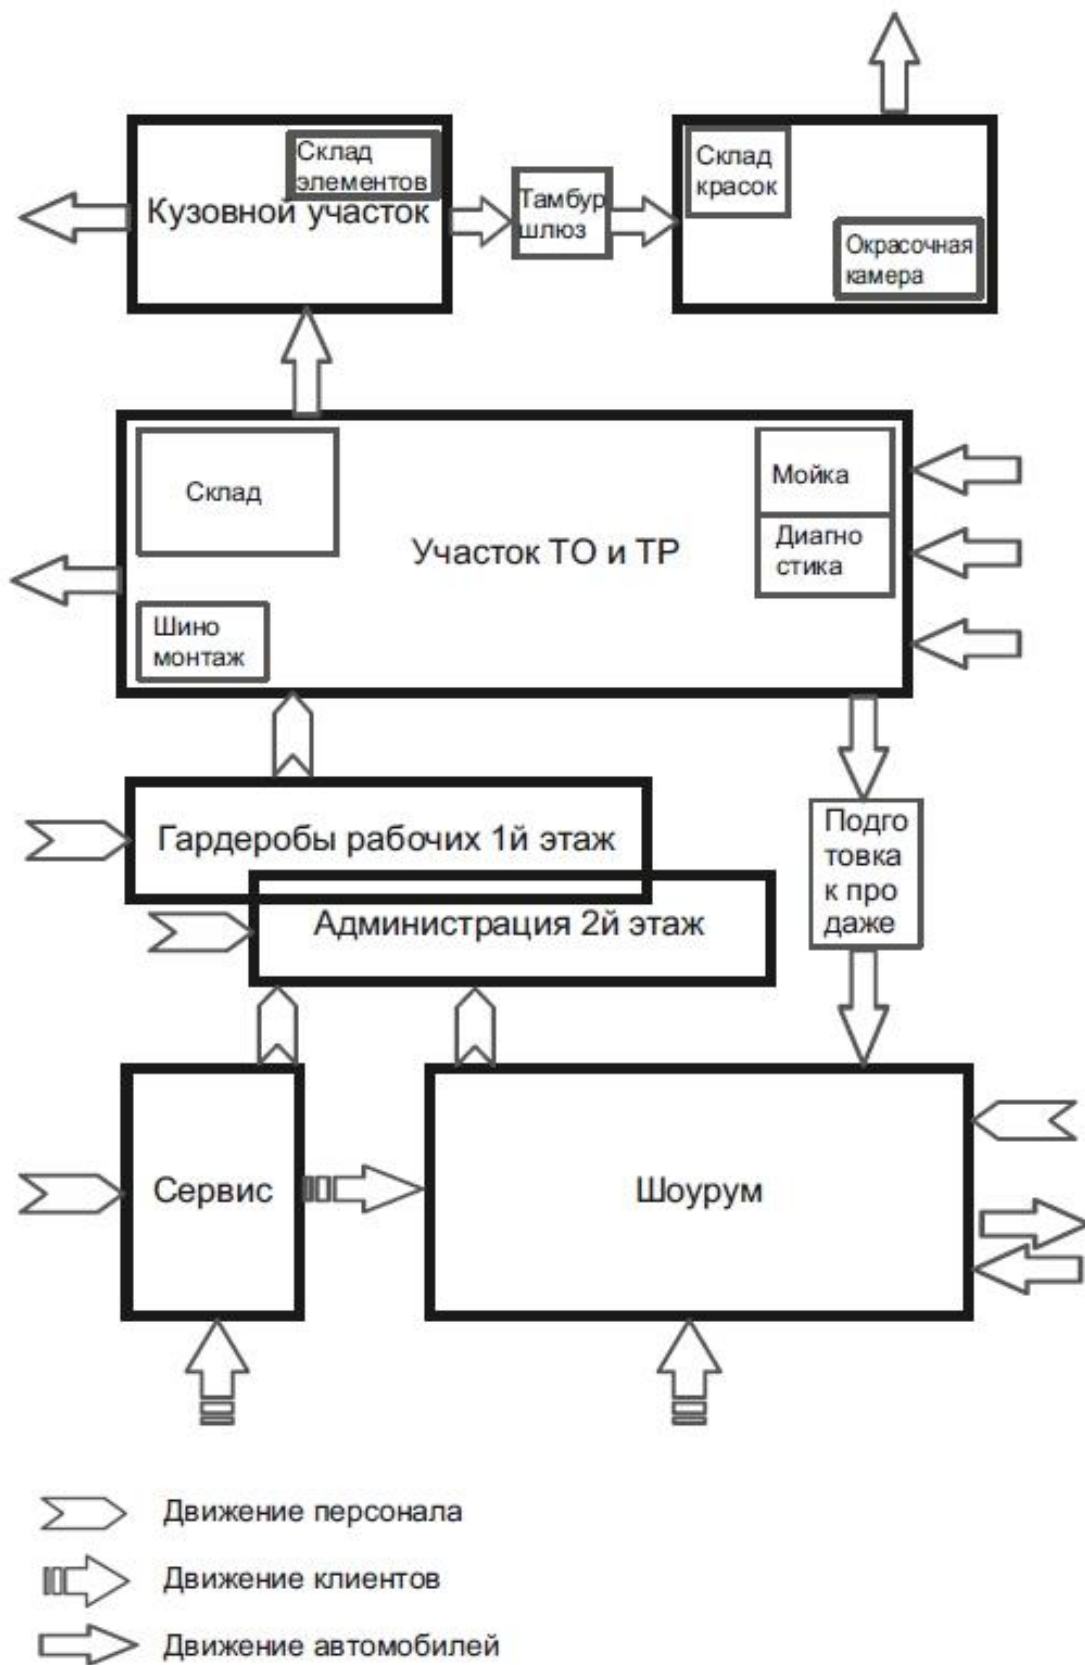 Склад
элементов
Кузовной участок
Тамбур
шлюз
Склад
красок
Окрасочная
камера
Склад
Участок ТО и ТР
Мойка
Диагно
стика
Шино
монтаж
Гардеробы рабочих 1й этаж
Администрация 2й этаж
Подго
товка
к про
даже
Сервис
Шоурум
Движение персонала
Движение клиентов
Движение автомобилей